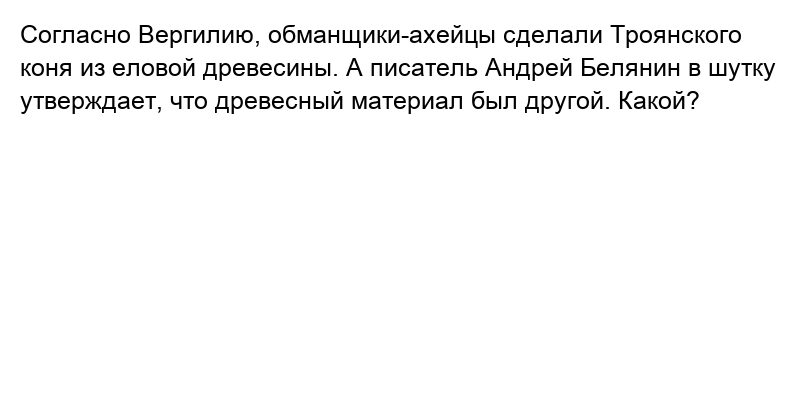 Согласно Вергилию, обманщики-ахейцы сделали Троянского
коня из еловой древесины. А писатель Андрей Белянин в шутку
утверждает, что древесный материал был другой. Какой?